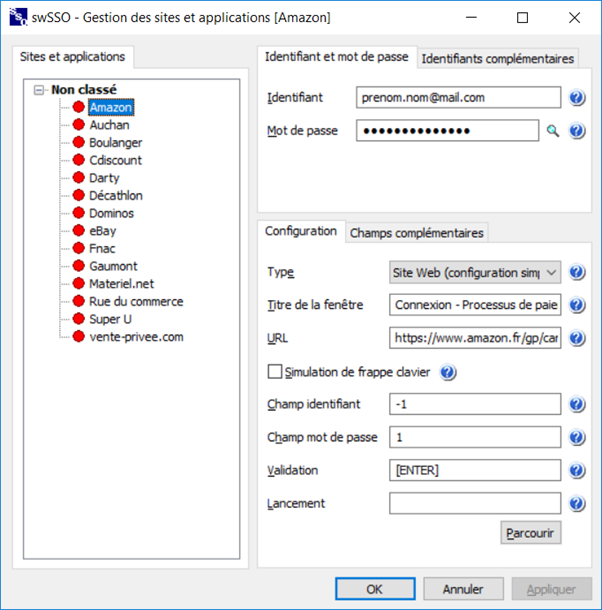 swSSO - Gestion des sites et applications [Amazon]
Sites et applications
Non classé
Amazon
Auchan
Boulanger
Cdiscount
Darty
Décathlon
Dominos
eBay
Fnac
Gaumont
Materiel.net
Rue du commerce
Super U
vente-privee.com
Identifiant et mot de passe
Identifiants complémentaires
Identifiant
prenom.nom@mail.com
Mot de passe
●●●●●●●●●●●●●●
Configuration
Champs complémentaires
Type
Site Web (configuration simp
Titre de la fenêtre
Connexion - Processus de paie
URL
https://www.amazon.fr/gp/car
Simulation de frappe clavier
Champ identifiant
-1
Champ mot de passe
1
Validation
[ENTER]
Lancement
Parcourir
OK
Annuler
Appliquer